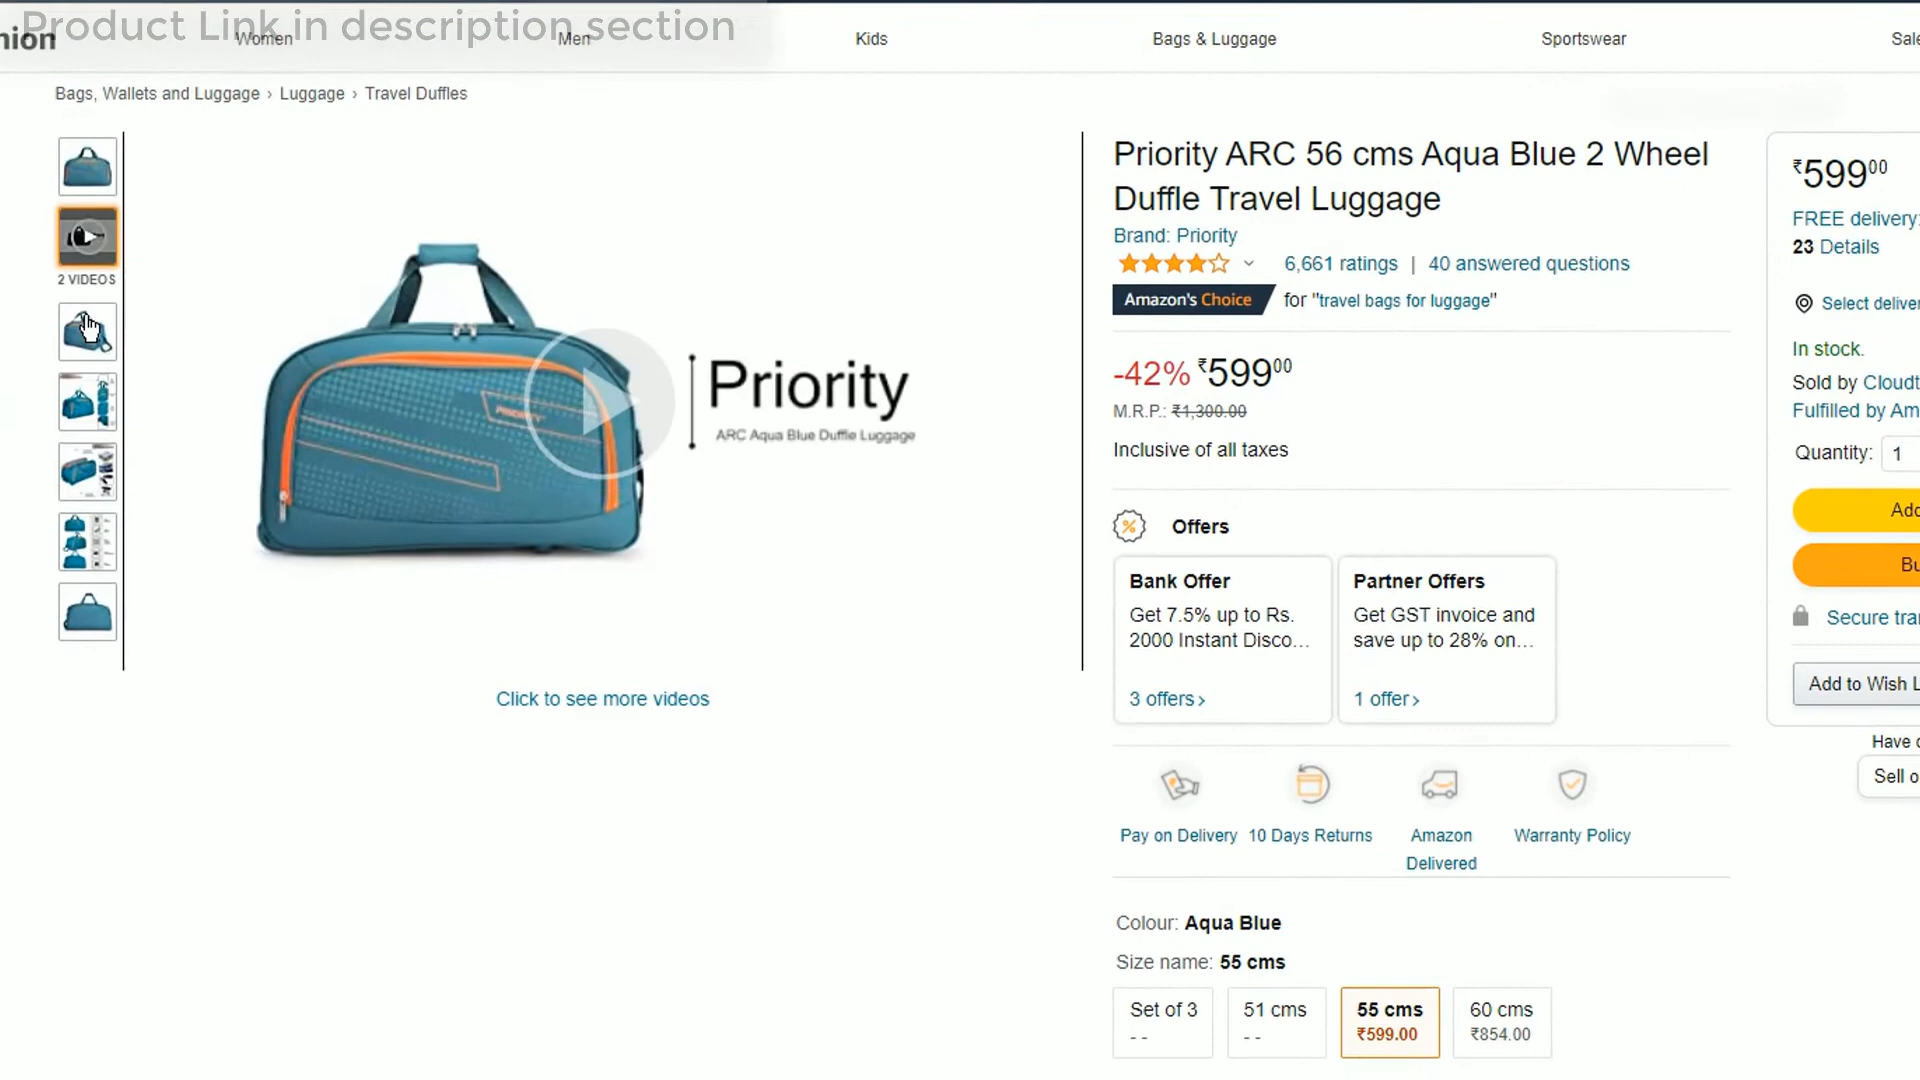 Product Link in description section
nion
Women
Men
Kids
Bags & Luggage
Sportswear
Sale
Bags, Wallets and Luggage › Luggage › Travel Duffles
2 VIDEOS
PRIORITY
Priority
ARC Aqua Blue Duffle Luggage
Click to see more videos
Priority ARC 56 cms Aqua Blue 2 Wheel
Duffle Travel Luggage
Brand: Priority
6,661 ratings | 40 answered questions
Amazon's Choice for "travel bags for luggage"
-42% ₹599⁰⁰
M.R.P.: ₹1,300.00
Inclusive of all taxes
Offers
Bank Offer
Get 7.5% up to Rs.
2000 Instant Disco...
3 offers ›
Partner Offers
Get GST invoice and
save up to 28% on...
1 offer ›
Pay on Delivery
10 Days Returns
Amazon
Delivered
Warranty Policy
Colour: Aqua Blue
Size name: 55 cms
Set of 3
- -
51 cms
- -
55 cms
₹599.00
60 cms
₹854.00
₹599⁰⁰
FREE delivery:
23 Details
Select deliver
In stock.
Sold by Cloudt
Fulfilled by Am
Quantity: 1
Add
Bu
Secure tra
Add to Wish L
Have a
Sell o